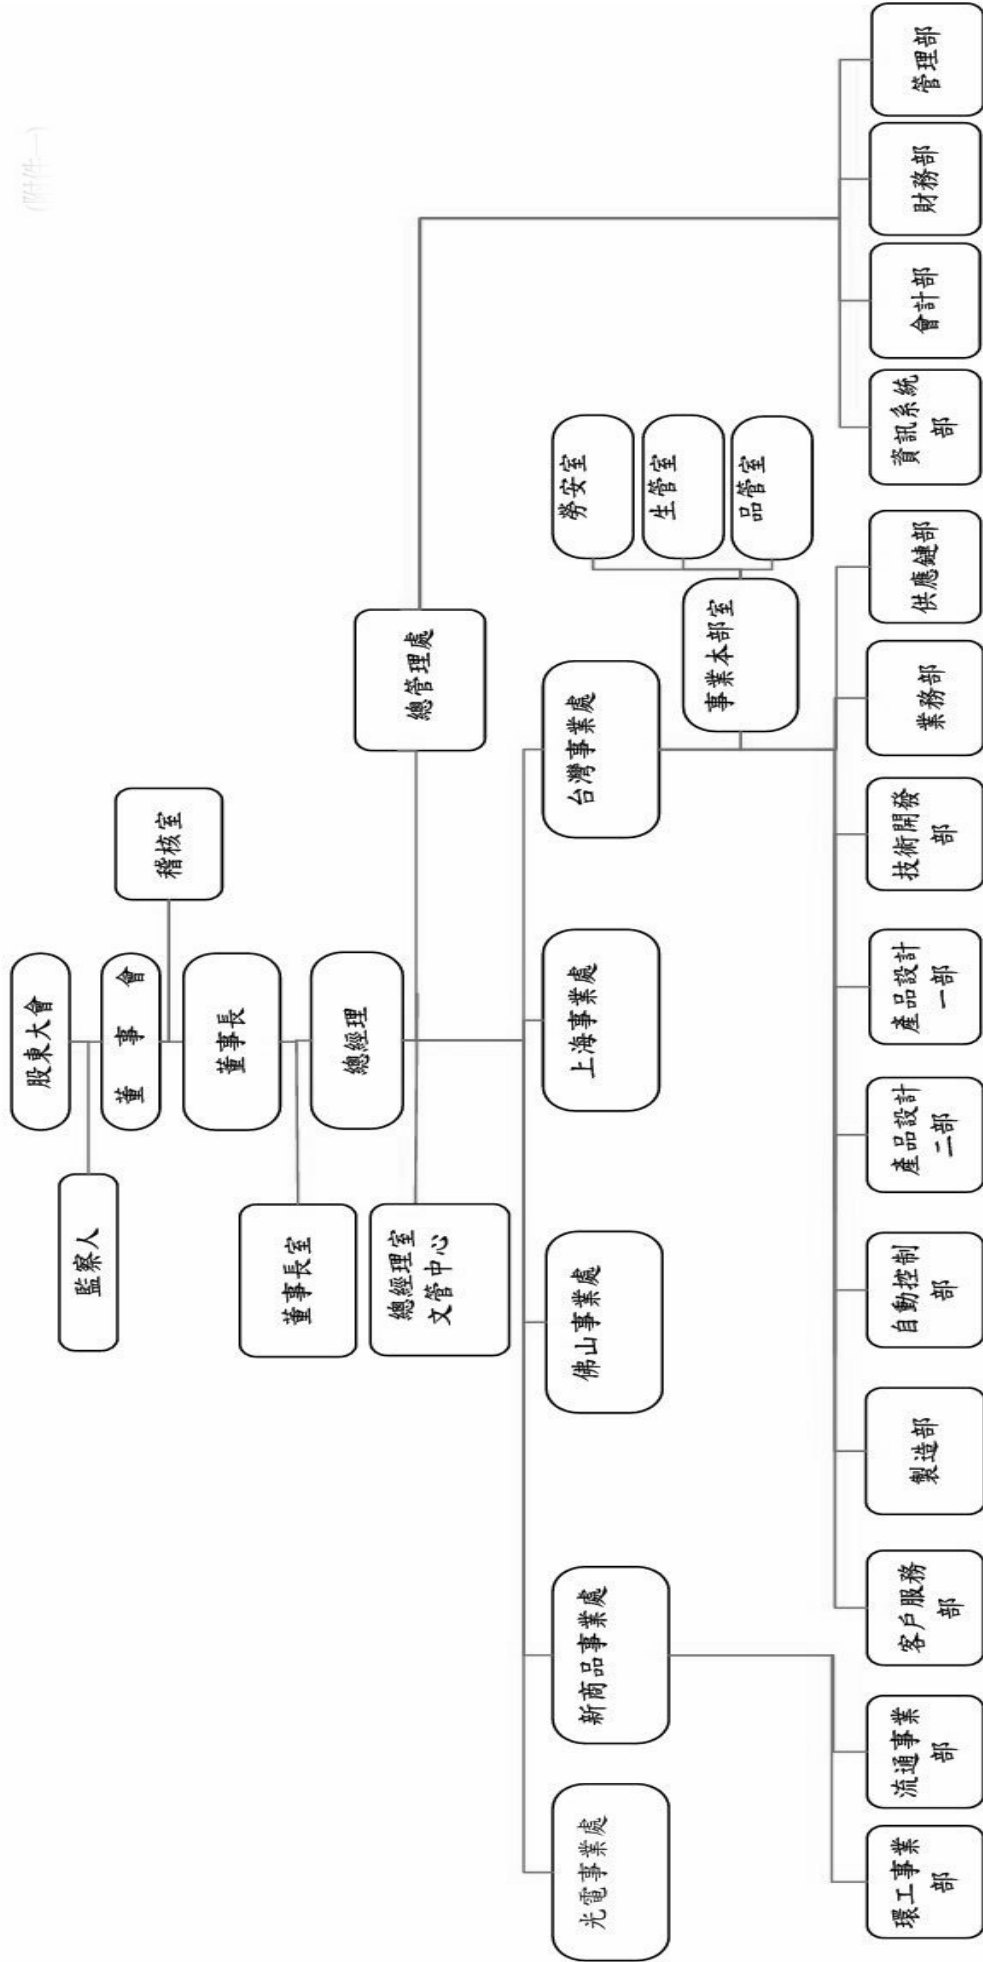 (附件一)
股東大會
監察人
董事會
稽核室
董事長
董事長室
總經理
總經理室
文管中心
總管理處
光電事業處
新商品事業處
佛山事業處
上海事業處
台灣事業處
事業本部室
勞安室
生管室
品管室
環工事業
部
流通事業
部
客戶服務
部
製造部
自動控制
部
產品設計
二部
產品設計
一部
技術開發
部
業務部
供應鏈部
資訊系統
部
會計部
財務部
管理部